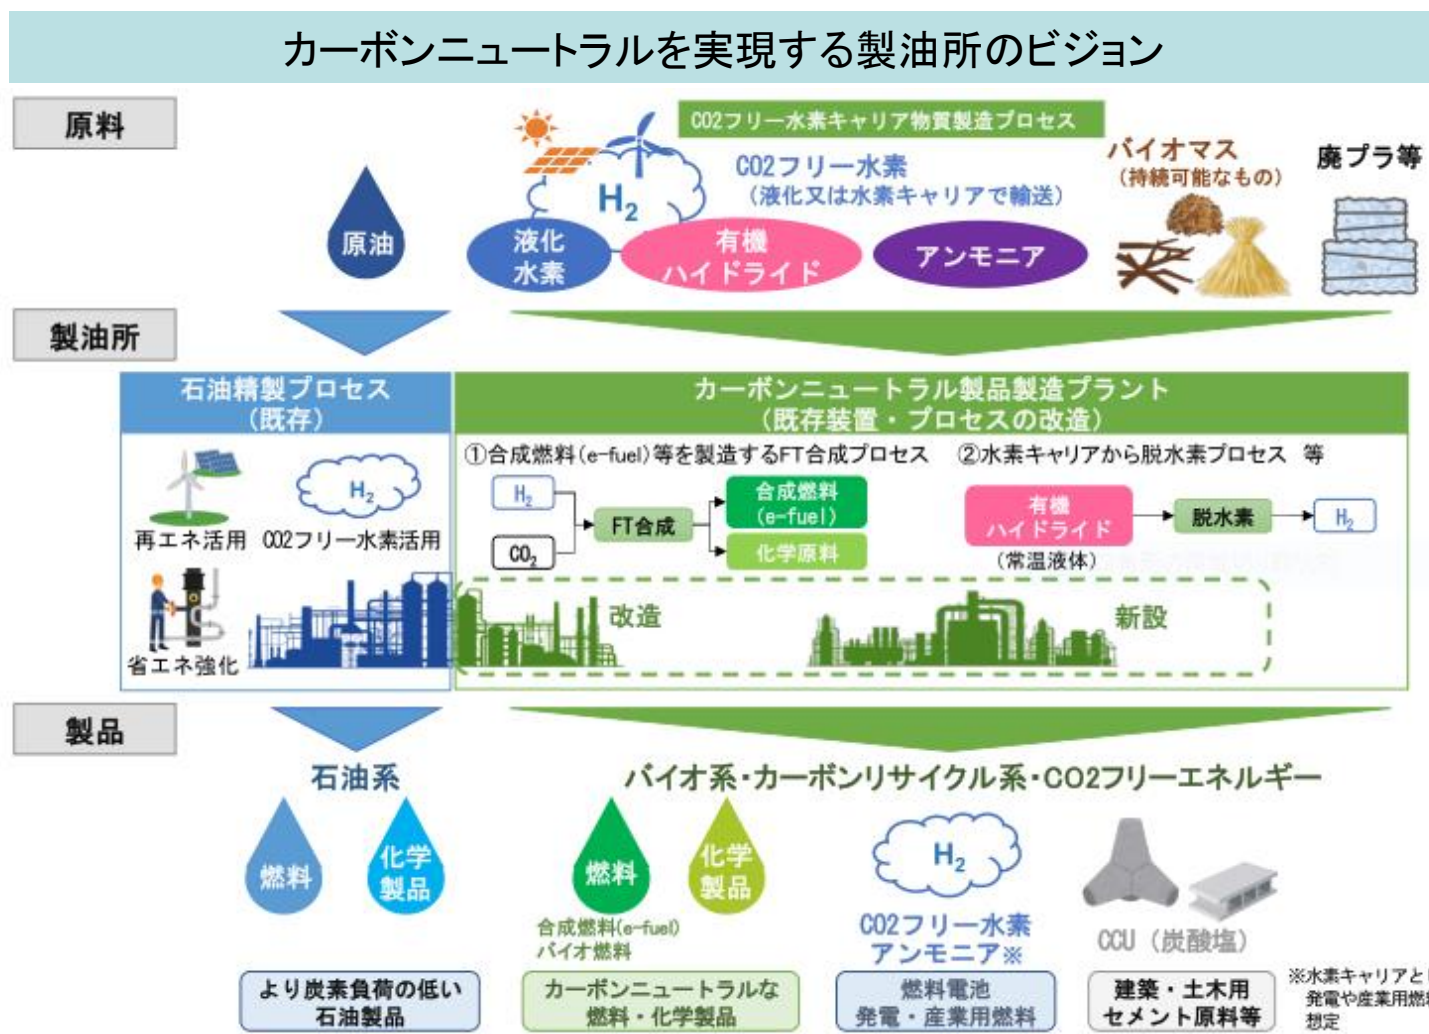 カーボンニュートラルを実現する製油所のビジョン
原料
原油
CO2フリー水素キャリア物質製造プロセス
H2
CO2フリー水素
（液化又は水素キャリアで輸送）
液化
水素
有機
ハイドライド
アンモニア
バイオマス
（持続可能なもの）
廃プラ等
製油所
石油精製プロセス
（既存）
再エネ活用
H2
CO2フリー水素活用
省エネ強化
カーボンニュートラル製品製造プラント
（既存装置・プロセスの改造）
①合成燃料（e-fuel）等を製造するFT合成プロセス
H2
CO2
FT合成
合成燃料
(e-fuel)
化学原料
②水素キャリアから脱水素プロセス 等
有機
ハイドライド
（常温液体）
脱水素
H2
改造
新設
製品
石油系
燃料
化学
製品
より炭素負荷の低い
石油製品
バイオ系・カーボンリサイクル系・CO2フリーエネルギー
燃料
合成燃料(e-fuel)
バイオ燃料
化学
製品
カーボンニュートラルな
燃料・化学製品
H2
CO2フリー水素
アンモニア※
燃料電池
発電・産業用燃料
CCU（炭酸塩）
建築・土木用
セメント原料等
※水素キャリアと
発電や産業用燃
想定